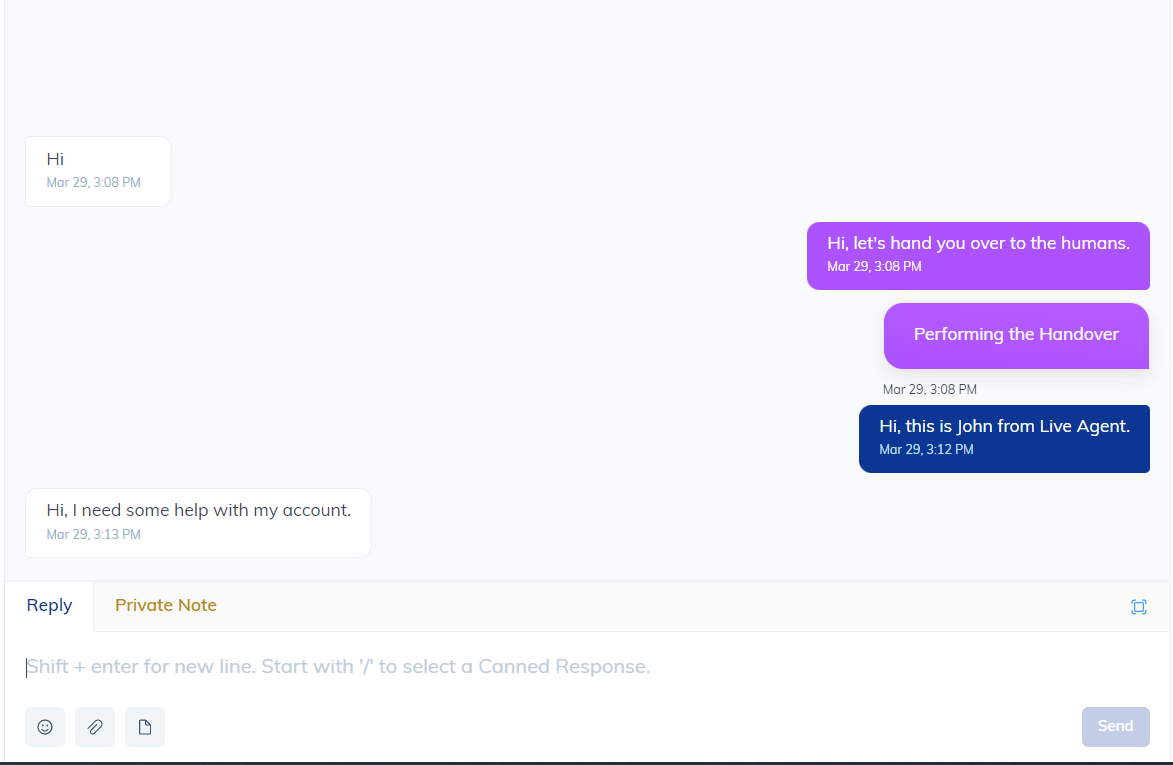 Hi
Mar 29, 3:08 PM
Hi, let's hand you over to the humans.
Mar 29, 3:08 PM
Performing the Handover
Mar 29, 3:08 PM
Hi, this is John from Live Agent.
Mar 29, 3:12 PM
Hi, I need some help with my account.
Mar 29, 3:13 PM
Reply
Private Note
Shift + enter for new line. Start with '/' to select a Canned Response.
Send